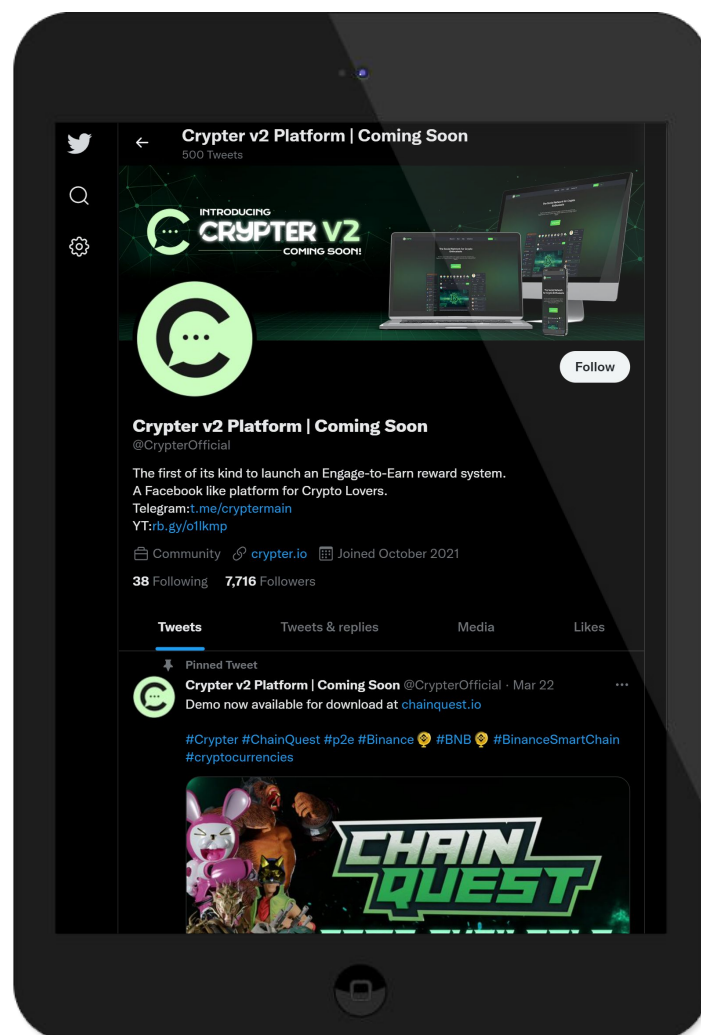 Crypter v2 Platform | Coming Soon
500 Tweets
INTRODUCING
CRYPTER V2
COMING SOON!
Follow
Crypter v2 Platform | Coming Soon
@CrypterOfficial
The first of its kind to launch an Engage-to-Earn reward system.
A Facebook like platform for Crypto Lovers.
Telegram:t.me/cryptermain
YT:rb.gy/o1lkmp
Community crypter.io Joined October 2021
38 Following 7,716 Followers
Tweets Tweets & replies Media Likes
Pinned Tweet
Crypter v2 Platform | Coming Soon @CrypterOfficial · Mar 22
Demo now available for download at chainquest.io
#Crypter #ChainQuest #p2e #Binance #BNB #BinanceSmartChain
#cryptocurrencies
CHAIN
QUEST